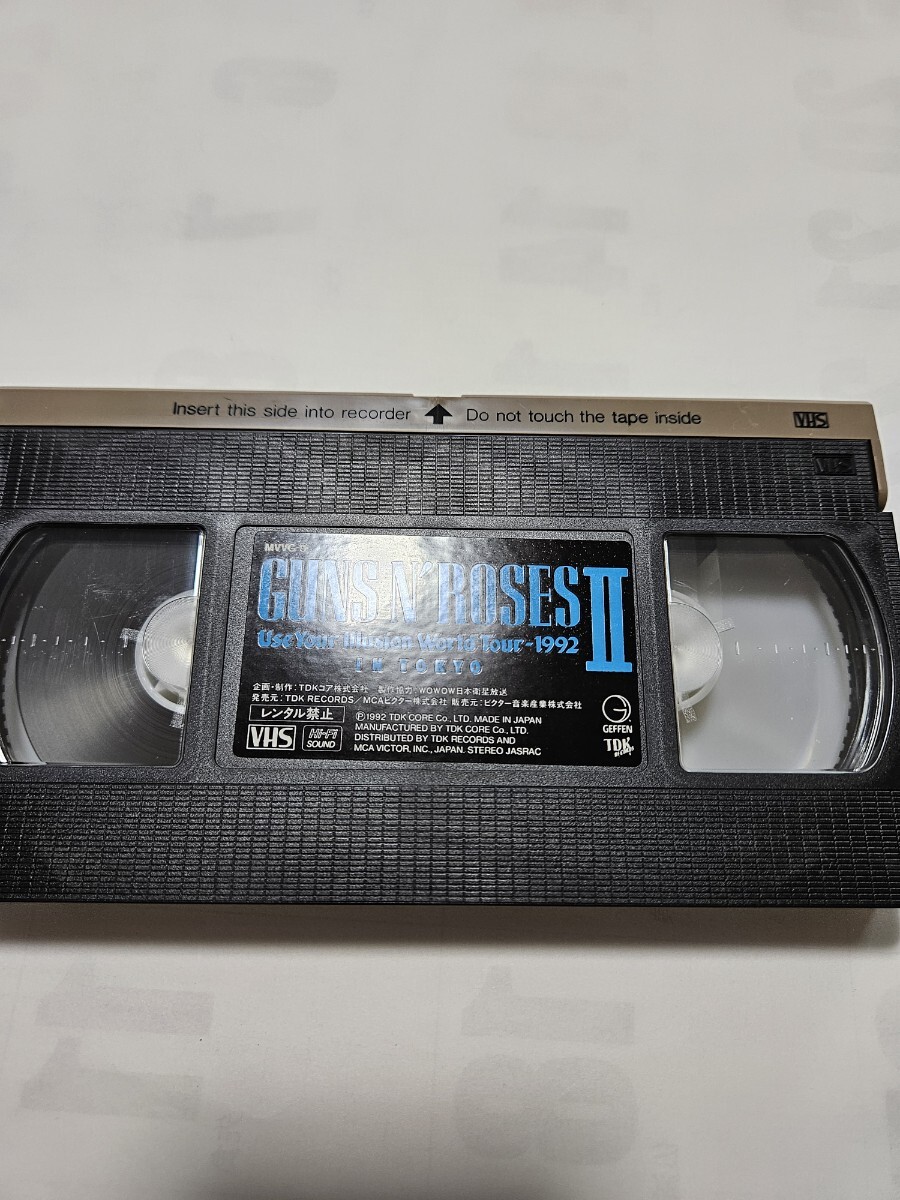 Insert this side into recorder ↑ Do not touch the tape inside VHS
VHS
GUNS N' ROSES II
Use Your Illusion World Tour-1992
IN TOKYO
企画・制作:TDKコア株式会社 製作協力:WOWOW日本衛星放送
発売元:TDK RECORDS/MCAビクター株式会社 販売元:ビクター音楽産業株式会社
レンタル禁止
VHS
Hi-Fi
SOUND
Ⓟ1992 TDK CORE Co., LTD. MADE IN JAPAN
MANUFACTURED BY TDK CORE Co., LTD.
DISTRIBUTED BY TDK RECORDS AND
MCA VICTOR, INC., JAPAN. STEREO JASRAC
GEFFEN
TDK